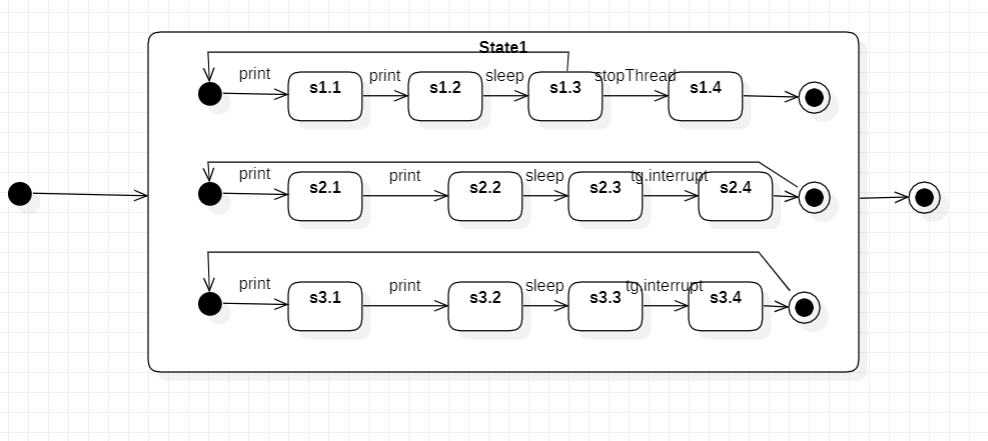 State1
print
print
sleep
stopThread
s1.1
s1.2
s1.3
s1.4
print
print
sleep
tg.interrupt
s2.1
s2.2
s2.3
s2.4
print
print
sleep
tg.interrupt
s3.1
s3.2
s3.3
s3.4